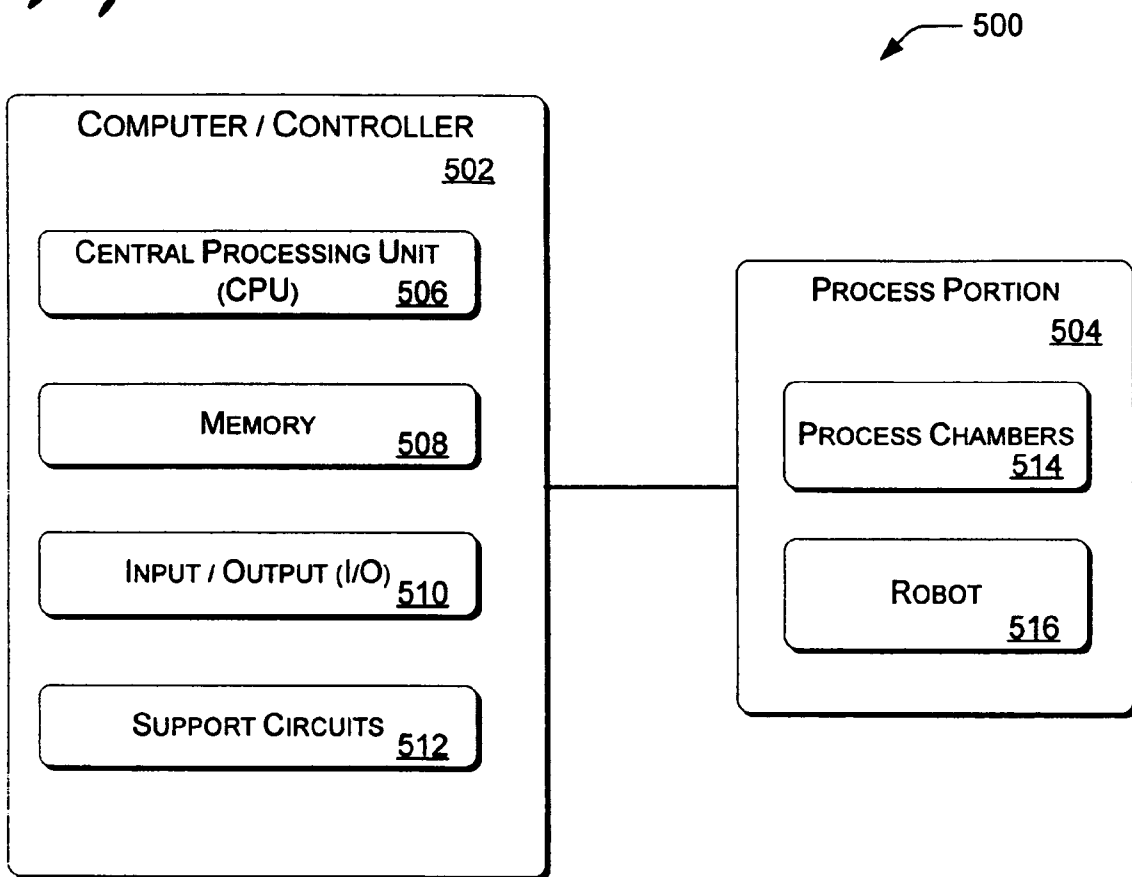 500
COMPUTER / CONTROLLER
502
CENTRAL PROCESSING UNIT
(CPU) 506
MEMORY
508
INPUT / OUTPUT (I/O)
510
SUPPORT CIRCUITS
512
PROCESS PORTION
504
PROCESS CHAMBERS
514
ROBOT
516